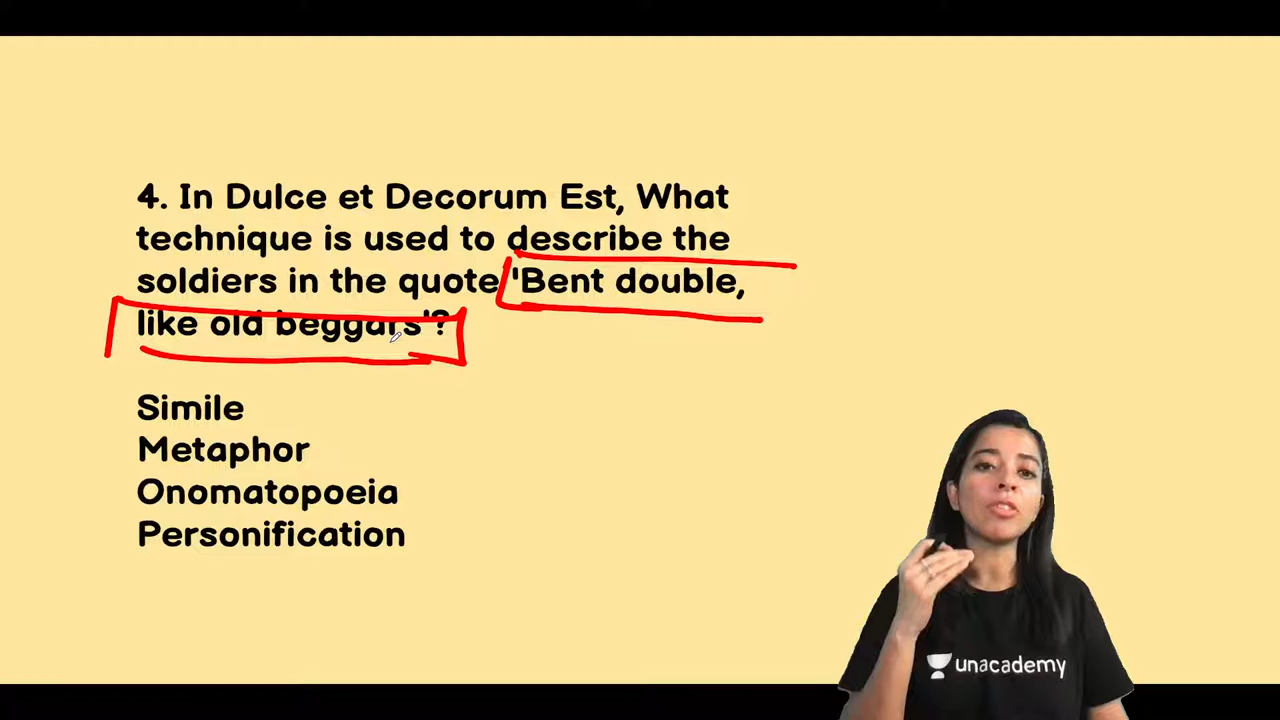 4. In Dulce et Decorum Est, What
technique is used to describe the
soldiers in the quote 'Bent double,
like old beggars'?
Simile
Metaphor
Onomatopoeia
Personification
unacademy